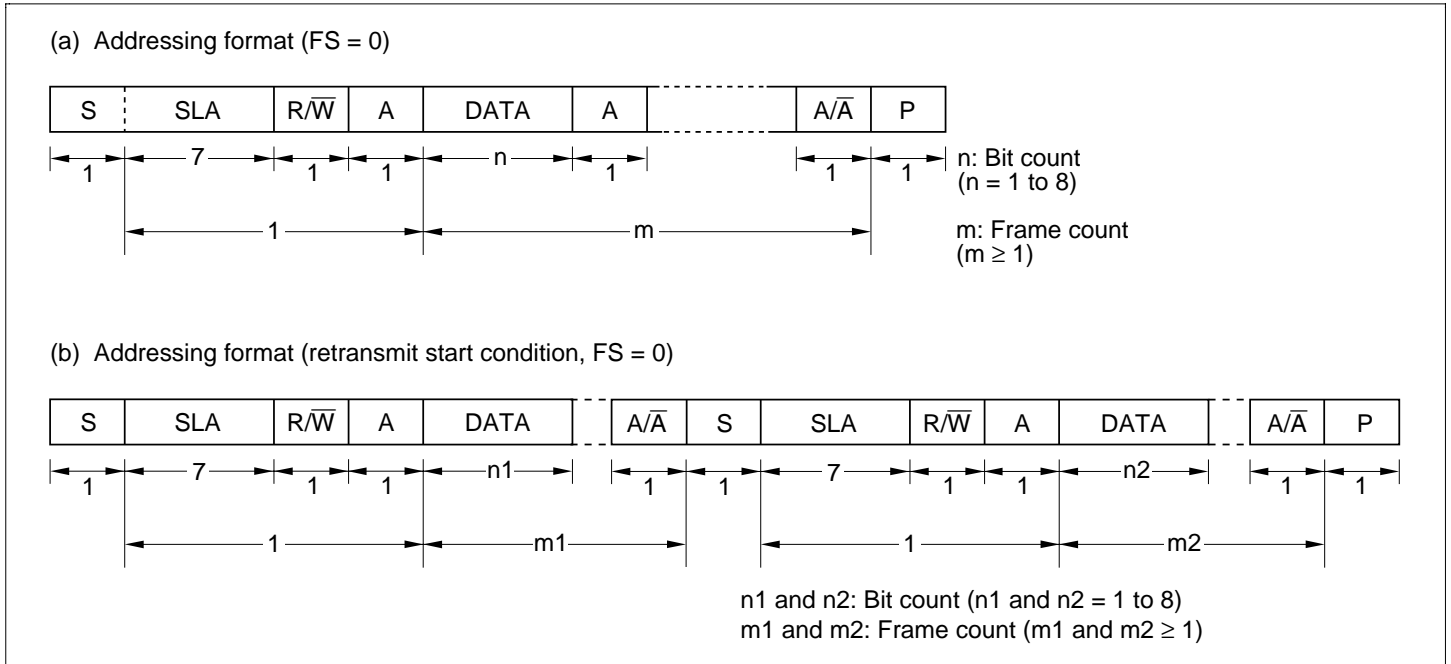 (a) Addressing format (FS = 0)
S SLA R/W̅ A DATA A A/A̅ P
1 7 1 1 n 1 1 1
n: Bit count
(n = 1 to 8)
1 m
m: Frame count
(m ≥ 1)
(b) Addressing format (retransmit start condition, FS = 0)
S SLA R/W̅ A DATA A/A̅ S SLA R/W̅ A DATA A/A̅ P
1 7 1 1 n1 1 1 7 1 1 n2 1 1
1 m1 1 m2
n1 and n2: Bit count (n1 and n2 = 1 to 8)
m1 and m2: Frame count (m1 and m2 ≥ 1)